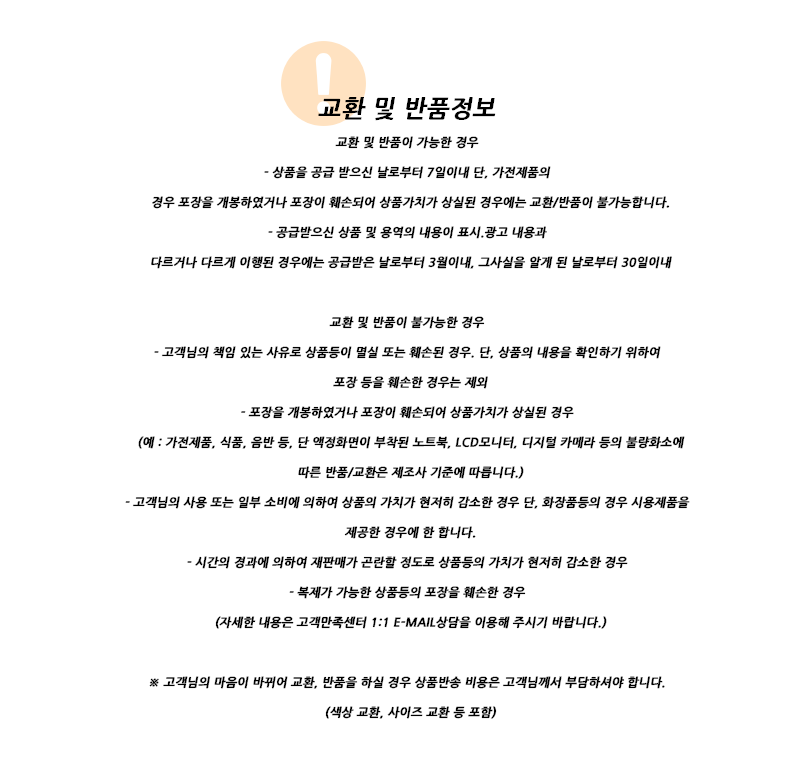 교환 및 반품정보
교환 및 반품이 가능한 경우
- 상품을 공급 받으신 날로부터 7일이내 단, 가전제품의
경우 포장을 개봉하였거나 포장이 훼손되어 상품가치가 상실된 경우에는 교환/반품이 불가능합니다.
- 공급받으신 상품 및 용역의 내용이 표시.광고 내용과
다르거나 다르게 이행된 경우에는 공급받은 날로부터 3월이내, 그사실을 알게 된 날로부터 30일이내
교환 및 반품이 불가능한 경우
- 고객님의 책임 있는 사유로 상품등이 멸실 또는 훼손된 경우. 단, 상품의 내용을 확인하기 위하여
포장 등을 훼손한 경우는 제외
- 포장을 개봉하였거나 포장이 훼손되어 상품가치가 상실된 경우
(예 : 가전제품, 식품, 음반 등, 단 액정화면이 부착된 노트북, LCD모니터, 디지털 카메라 등의 불량화소에
따른 반품/교환은 제조사 기준에 따릅니다.)
- 고객님의 사용 또는 일부 소비에 의하여 상품의 가치가 현저히 감소한 경우 단, 화장품등의 경우 시용제품을
제공한 경우에 한 합니다.
- 시간의 경과에 의하여 재판매가 곤란할 정도로 상품등의 가치가 현저히 감소한 경우
- 복제가 가능한 상품등의 포장을 훼손한 경우
(자세한 내용은 고객만족센터 1:1 E-MAIL상담을 이용해 주시기 바랍니다.)
※ 고객님의 마음이 바뀌어 교환, 반품을 하실 경우 상품반송 비용은 고객님께서 부담하셔야 합니다.
(색상 교환, 사이즈 교환 등 포함)